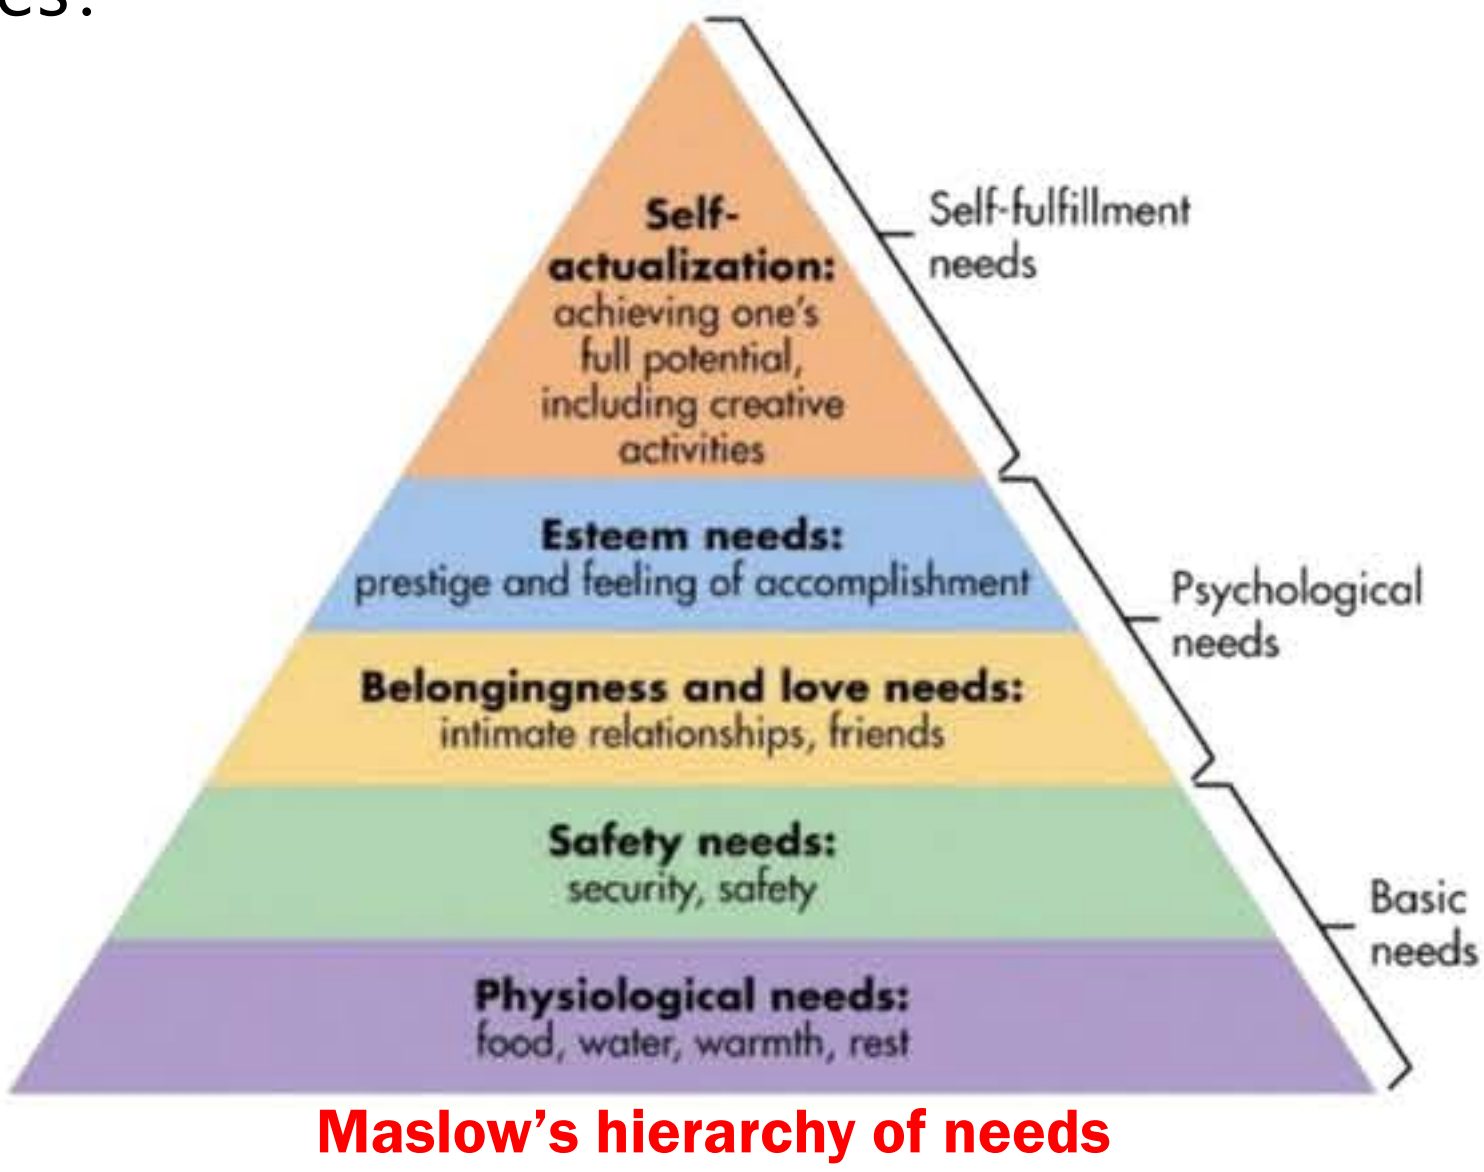 Self-
actualization:
achieving one's
full potential,
including creative
activities
Self-fulfillment
needs
Esteem needs:
prestige and feeling of accomplishment
Psychological
needs
Belongingness and love needs:
intimate relationships, friends
Safety needs:
security, safety
Basic
needs
Physiological needs:
food, water, warmth, rest
Maslow’s hierarchy of needs